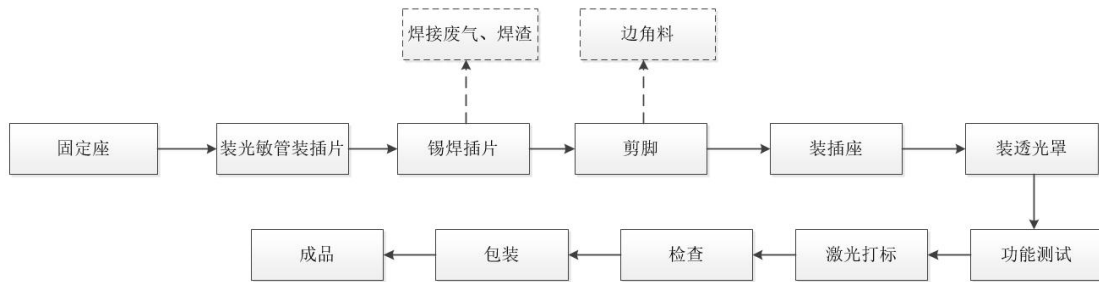 焊接废气、焊渣
边角料
固定座
装光敏管装插片
锡焊插片
剪脚
装插座
装透光罩
成品
包装
检查
激光打标
功能测试